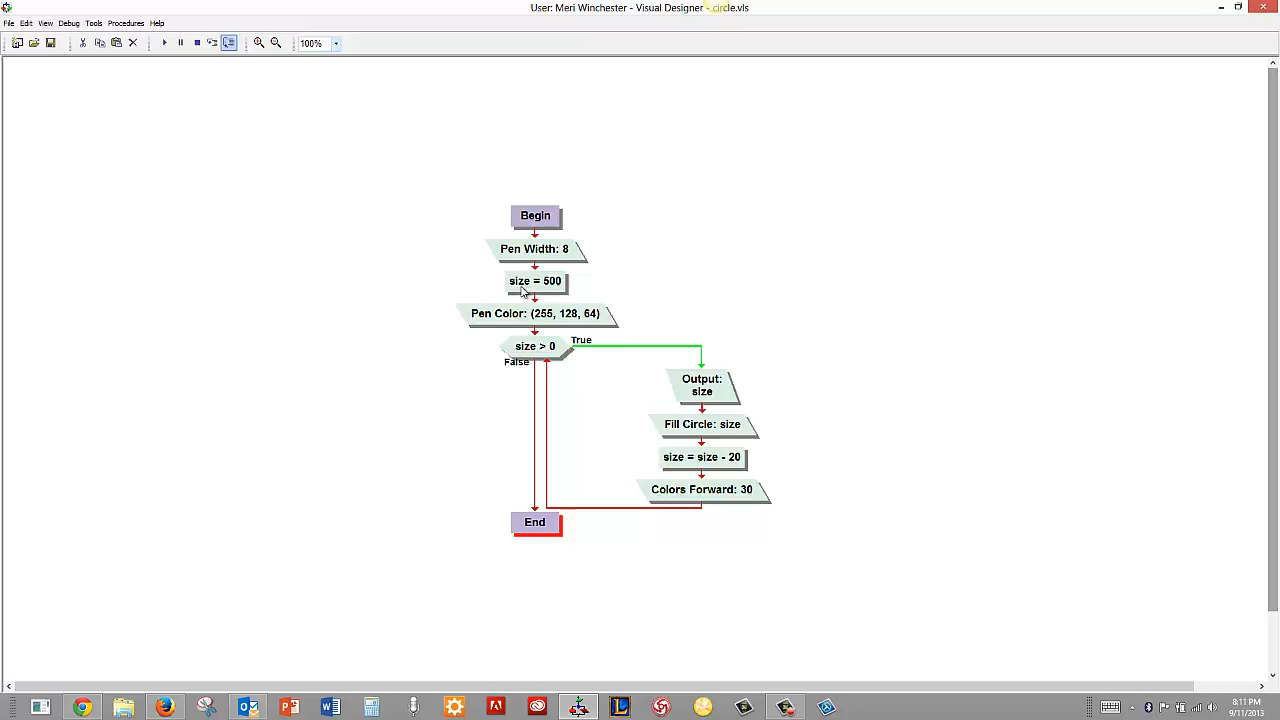 User: Meri Winchester - Visual Designer - circle.vls
File Edit View Debug Tools Procedures Help
100%
Begin
Pen Width: 8
size = 500
Pen Color: (255, 128, 64)
size > 0
True
False
Output:
size
Fill Circle: size
size = size - 20
Colors Forward: 30
End
8:11 PM
9/11/2013